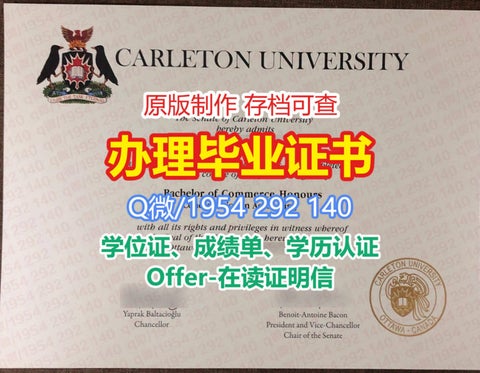 CARLETON UNIVERSITY
原版制作 存档可查
The Senate of Carleton University
hereby admits
办理毕业证书
Bachelor of Commerce Honours
Q微/1954 292 140
with all its rights and privileges in witness whereof
学位证、成绩单、学历认证
Offer-在读证明信
Yaprak Baltacioğlu
Chancellor
Benoit-Antoine Bacon
President and Vice-Chancellor
Chair of the Senate
CARLETON UNIVERSITY
OTTAWA-CANADA